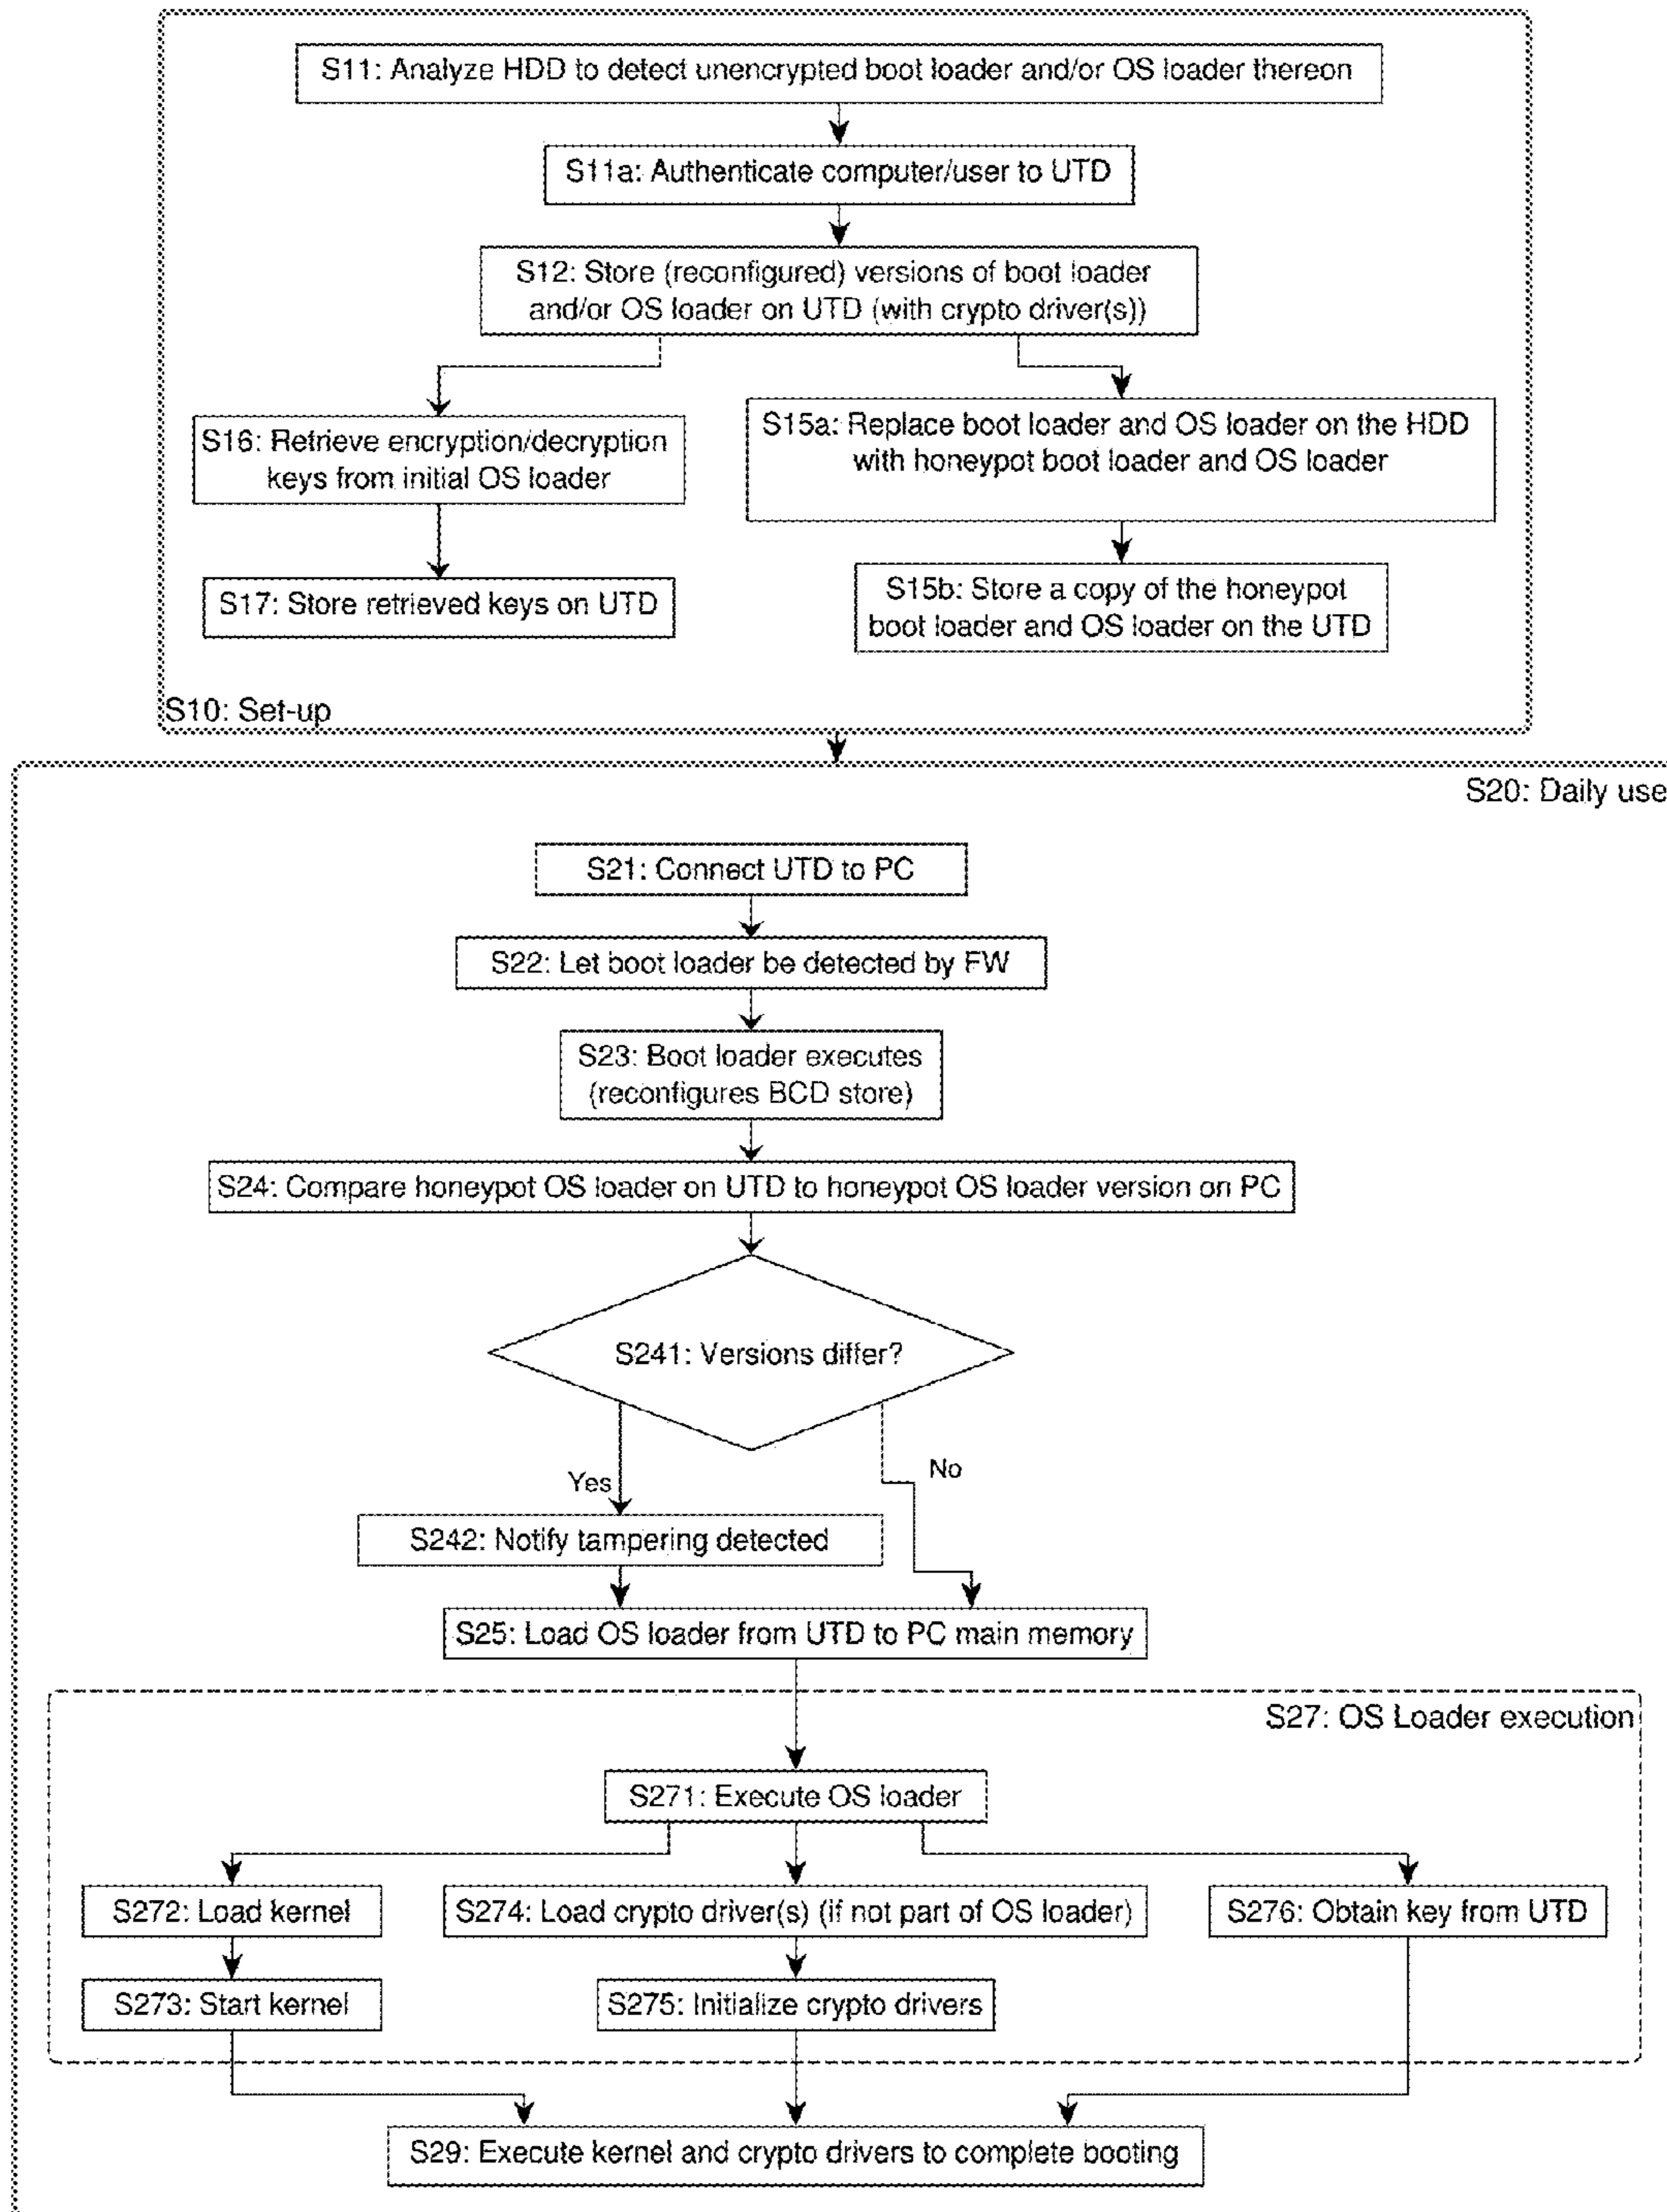 S11: Analyze HDD to detect unencrypted boot loader and/or OS loader thereon
S11a: Authenticate computer/user to UTD
S12: Store (reconfigured) versions of boot loader
and/or OS loader on UTD (with crypto driver(s))
S16: Retrieve encryption/decryption
keys from initial OS loader
S15a: Replace boot loader and OS loader on the HDD
with honeypot boot loader and OS loader
S17: Store retrieved keys on UTD
S15b: Store a copy of the honeypot
boot loader and OS loader on the UTD
S10: Set-up
S20: Daily use
S21: Connect UTD to PC
S22: Let boot loader be detected by FW
S23: Boot loader executes
(reconfigures BCD store)
S24: Compare honeypot OS loader on UTD to honeypot OS loader version on PC
S241: Versions differ?
Yes
No
S242: Notify tampering detected
S25: Load OS loader from UTD to PC main memory
S27: OS Loader execution
S271: Execute OS loader
S272: Load kernel
S274: Load crypto driver(s) (if not part of OS loader)
S276: Obtain key from UTD
S273: Start kernel
S275: Initialize crypto drivers
S29: Execute kernel and crypto drivers to complete booting